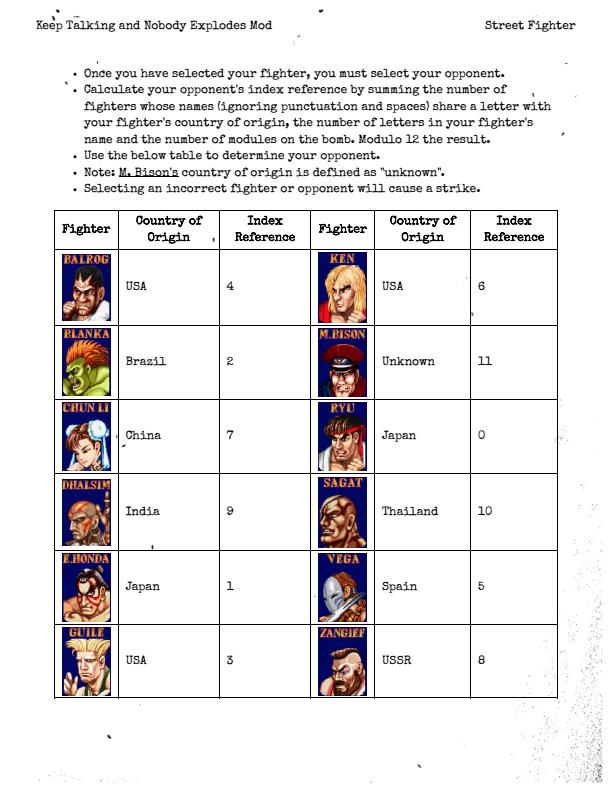 Keep Talking and Nobody Explodes Mod Street Fighter
• Once you have selected your fighter, you must select your opponent.
• Calculate your opponent's index reference by summing the number of
fighters whose names (ignoring punctuation and spaces) share a letter with
your fighter's country of origin, the number of letters in your fighter's
name and the number of modules on the bomb. Modulo 12 the result.
• Use the below table to determine your opponent.
• Note: M. Bison's country of origin is defined as "unknown".
• Selecting an incorrect fighter or opponent will cause a strike.
Fighter Country of Origin Index Reference Fighter Country of Origin Index Reference
BALROG USA 4 KEN USA 6
BLANKA Brazil 2 M.BISON Unknown 11
CHUN LI China 7 RYU Japan 0
DHALSIM India 9 SAGAT Thailand 10
E.HONDA Japan 1 VEGA Spain 5
GUILE USA 3 ZANGIEF USSR 8